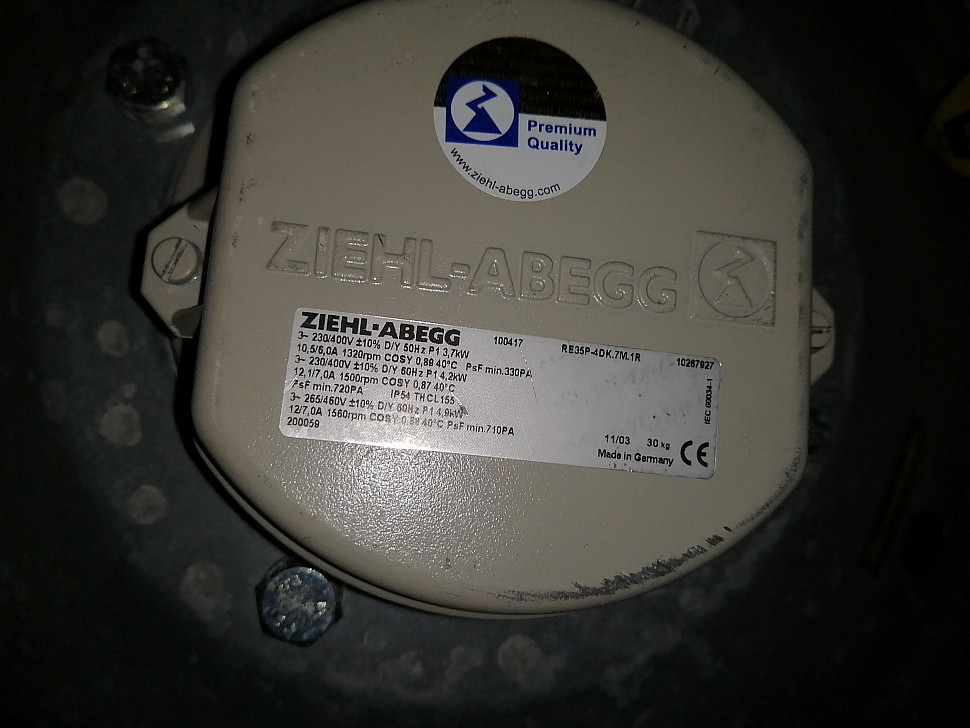 Premium
Quality
www.ziehl-abegg.com
ZIEHL-ABEGG
ZIEHL-ABEGG 100417 RE35P-4DK.7M.1R 10267927
3~ 230/400V ±10% D/Y 50Hz P1 3,7kW
10,5/6,0A 1320rpm COSY 0,89 40°C PsF min.330PA
3~ 230/400V ±10% D/Y 60Hz P1 4,2kW
12,1/7,0A 1500rpm COSY 0,87 40°C
PsF min.720PA IP54 THCL155
3~ 265/460V ±10% D/Y 60Hz P1 4,9kW
12/7,0A 1560rpm COSY 0,88 40°C PsF min.710PA
200059
IEC 60034-1
11/03 30 kg
Made in Germany CE